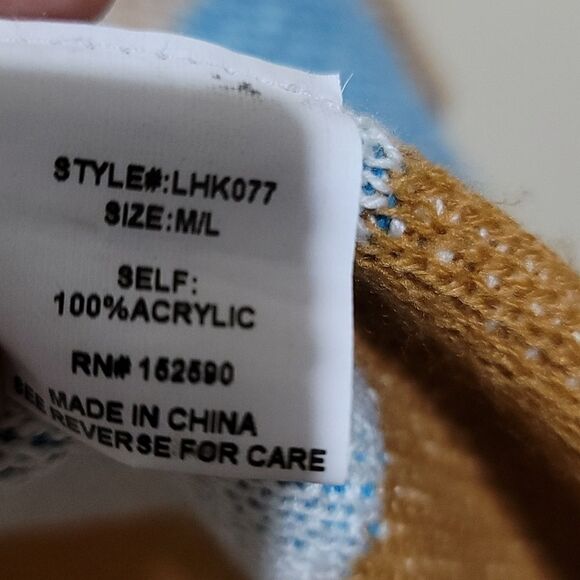 STYLE#:LHK077
SIZE:M/L
SELF:
100%ACRYLIC
RN# 152590
MADE IN CHINA
SEE REVERSE FOR CARE